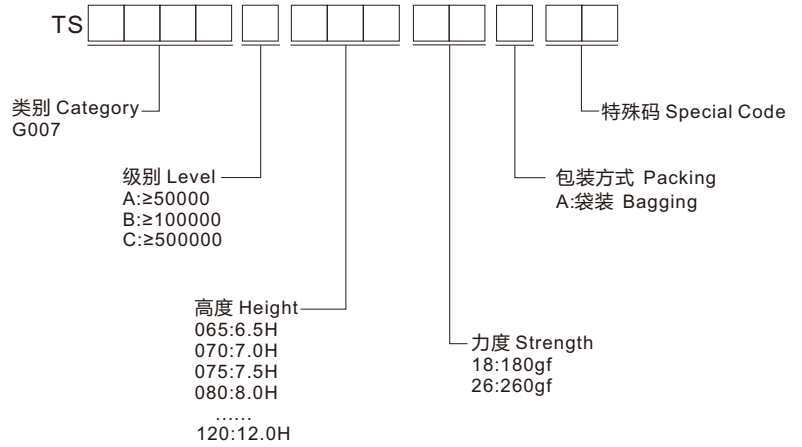 TS
类别 Category
G007
特殊码 Special Code
级别 Level
A:≥50000
B:≥100000
C:≥500000
包装方式 Packing
A:袋装 Bagging
高度 Height
065:6.5H
070:7.0H
075:7.5H
080:8.0H
......
120:12.0H
力度 Strength
18:180gf
26:260gf